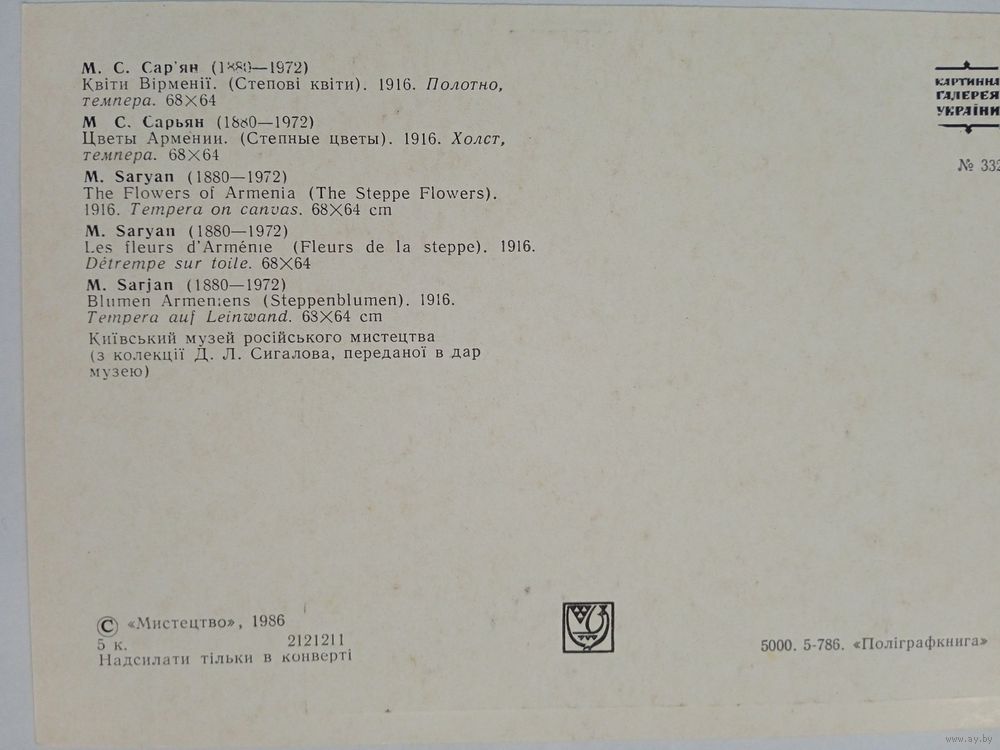 М. С. Сар'ян (1880—1972)
Квіти Вірменії. (Степові квіти). 1916. Полотно,
темпера. 68×64
М С. Сарьян (1880—1972)
Цветы Армении. (Степные цветы). 1916. Холст,
темпера. 68×64
M. Saryan (1880—1972)
The Flowers of Armenia (The Steppe Flowers).
1916. Tempera on canvas. 68×64 cm
M. Saryan (1880—1972)
Les fleurs d'Arménie (Fleurs de la steppe). 1916.
Détrempe sur toile. 68×64
M. Sarjan (1880—1972)
Blumen Armeniens (Steppenblumen). 1916.
Tempera auf Leinwand. 68×64 cm
Київський музей російського мистецтва
(з колекції Д. Л. Сигалова, переданої в дар
музею)
КАРТИННА
ГАЛЕРЕЯ
УКРАЇНИ
№ 332
© «Мистецтво», 1986
5 к. 2121211
Надсилати тільки в конверті
5000. 5-786. «Поліграфкнига»
www.ay.by